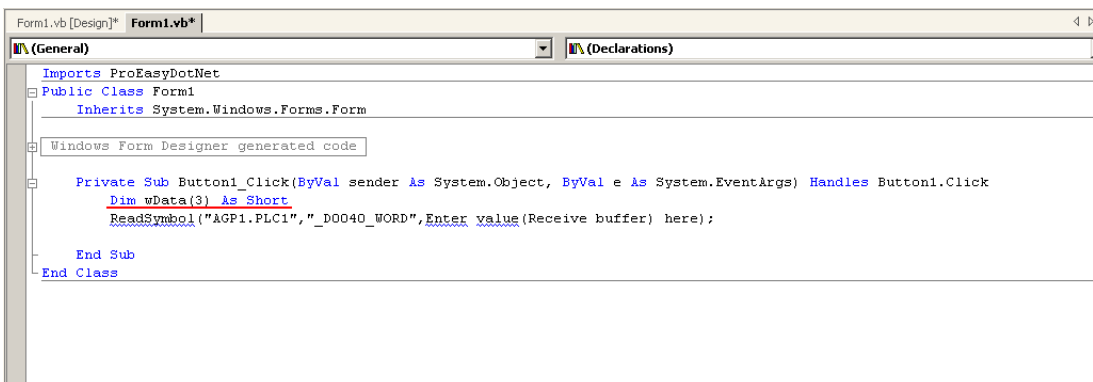 Form1.vb [Design]* Form1.vb*
(General) (Declarations)
Imports ProEasyDotNet
Public Class Form1
Inherits System.Windows.Forms.Form
Windows Form Designer generated code
Private Sub Button1_Click(ByVal sender As System.Object, ByVal e As System.EventArgs) Handles Button1.Click
Dim wData(3) As Short
ReadSymbol("AGP1.PLC1","_D0040_WORD",Enter value(Receive buffer) here);
End Sub
End Class